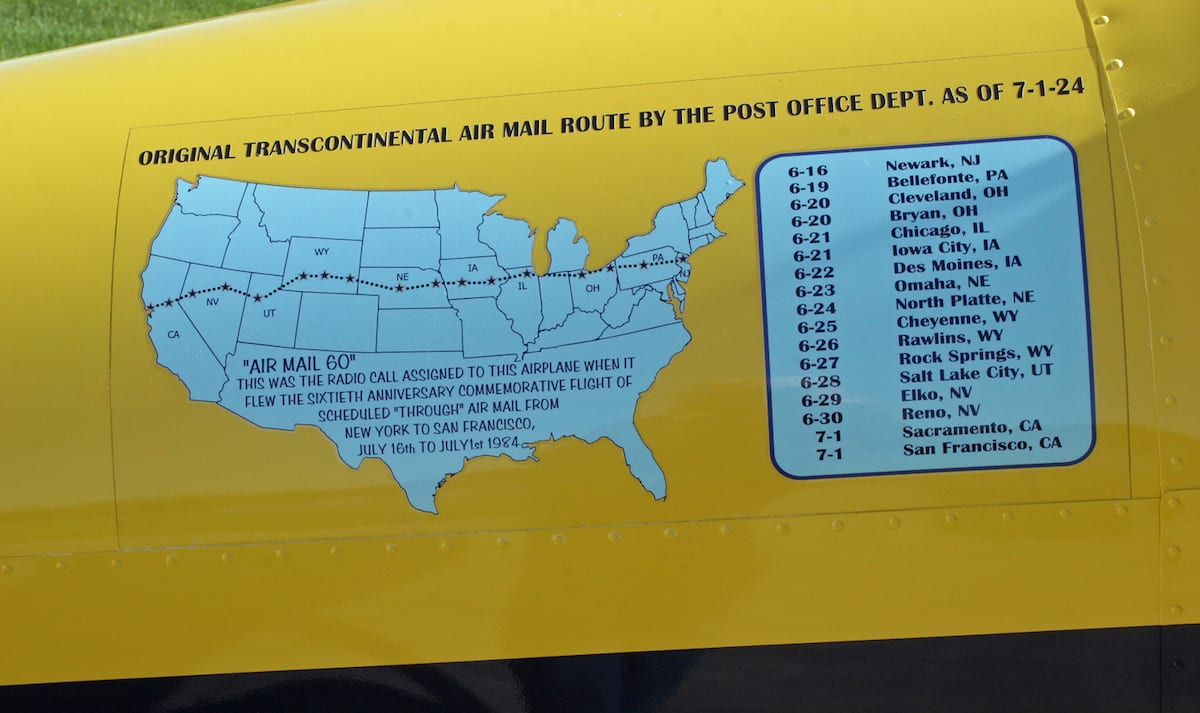 ORIGINAL TRANSCONTINENTAL AIR MAIL ROUTE BY THE POST OFFICE DEPT. AS OF 7-1-24
WY
NE
IA
PA
NJ
NV
UT
IL
OH
CA
"AIR MAIL 60"
THIS WAS THE RADIO CALL ASSIGNED TO THIS AIRPLANE WHEN IT
FLEW THE SIXTIETH ANNIVERSARY COMMEMORATIVE FLIGHT OF
SCHEDULED "THROUGH" AIR MAIL FROM
NEW YORK TO SAN FRANCISCO,
JULY 16th TO JULY1st 1984
6-16 Newark, NJ
6-19 Bellefonte, PA
6-20 Cleveland, OH
6-20 Bryan, OH
6-21 Chicago, IL
6-21 Iowa City, IA
6-22 Des Moines, IA
6-23 Omaha, NE
6-24 North Platte, NE
6-25 Cheyenne, WY
6-26 Rawlins, WY
6-27 Rock Springs, WY
6-28 Salt Lake City, UT
6-29 Elko, NV
6-30 Reno, NV
7-1 Sacramento, CA
7-1 San Francisco, CA